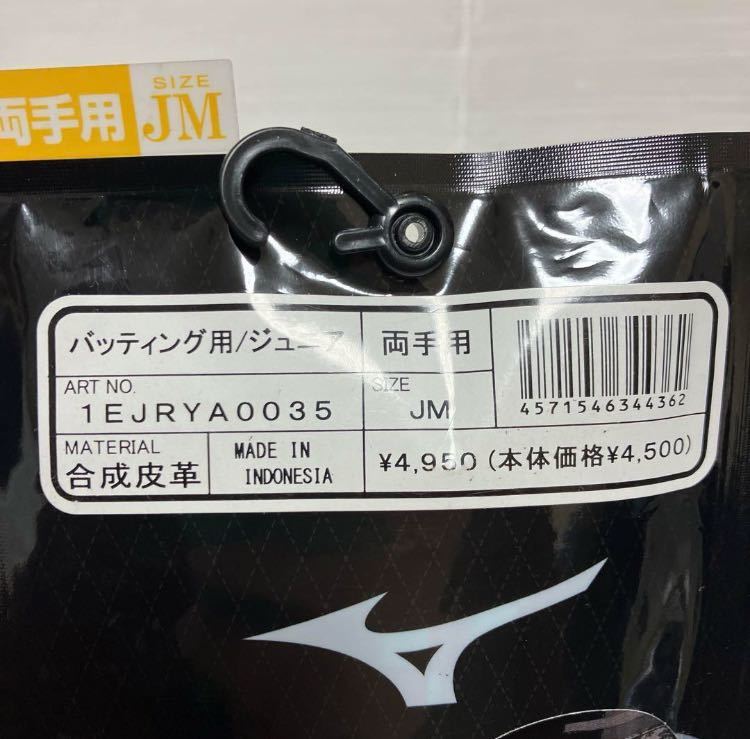 両手用
SIZE
JM
バッティング用/ジュニア
両手用
ART NO.
1EJRYA0035
SIZE
JM
4571546344362
MATERIAL
合成皮革
MADE IN
INDONESIA
¥4,950(本体価格¥4,500)